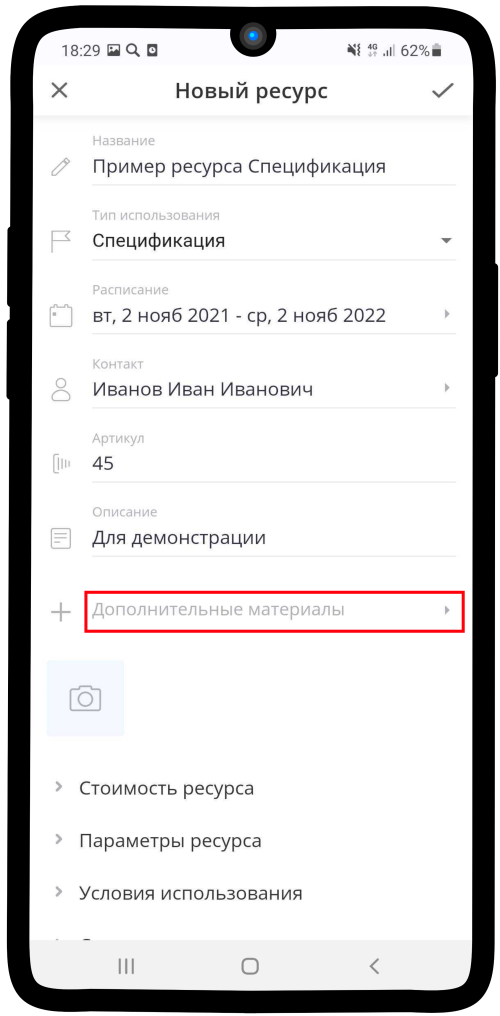 18:29 4G 62%
Новый ресурс
Название
Пример ресурса Спецификация
Тип использования
Спецификация
Расписание
вт, 2 нояб 2021 - ср, 2 нояб 2022
Контакт
Иванов Иван Иванович
Артикул
45
Описание
Для демонстрации
Дополнительные материалы
Стоимость ресурса
Параметры ресурса
Условия использования